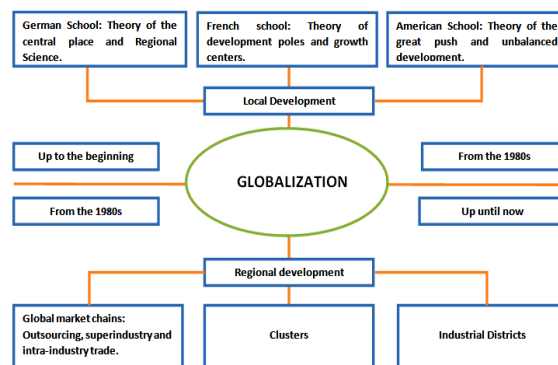 German School: Theory of the
central place and Regional
Science.
French school: Theory of
development poles and growth
centers.
American School: Theory of the
great push and unbalanced
development.
Local Development
Up to the beginning
From the 1980s
GLOBALIZATION
From the 1980s
Up until now
Regional development
Global market chains:
Outsourcing, superindustry and
intra-industry trade.
Clusters
Industrial Districts